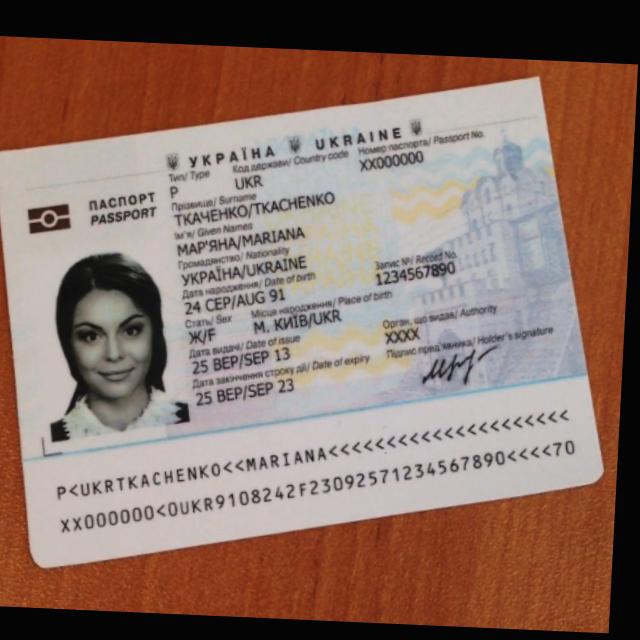 УКРАЇНА UKRAINE
Тип/ Type Код держави/ Country code Номер паспорта/ Passport No.
P UKR XX000000
ПАСПОРТ
PASSPORT
Прізвище/ Surname
ТКАЧЕНКО/TKACHENKO
Ім'я/ Given Names
МАР'ЯНА/MARIANA
Громадянство/ Nationality
УКРАЇНА/UKRAINE
Дата народження/ Date of birth Запис №/ Record No.
24 СЕР/AUG 91 1234567890
Стать/ Sex Місце народження/ Place of birth
Ж/F М. КИЇВ/UKR
Дата видачі/ Date of issue Орган, що видав/ Authority
25 ВЕР/SEP 13 XXXX
Дата закінчення строку дії/ Date of expiry Підпис пред'явника/ Holder's signature
25 ВЕР/SEP 23
P<UKRTKACHENKO<<MARIANA<<<<<<<<<<<<<<<<<<<<<
XX000000<0UKR9108242F23092571234567890<<<<70